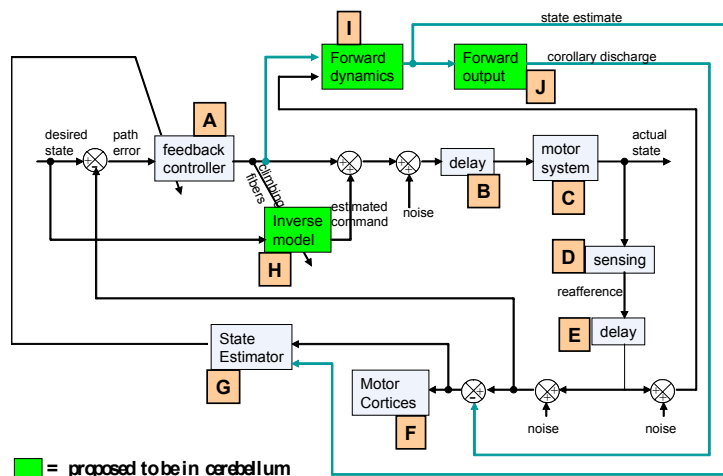 I
state estimate
Forward
dynamics
Forward
output
corollary discharge
J
A
desired
state
path
error
feedback
controller
delay
B
motor
system
C
actual
state
climbing
fibers
estimated
command
noise
Inverse
model
H
D
sensing
reafference
E
delay
State
Estimator
G
Motor
Cortices
F
noise
noise
= proposed to be in cerebellum